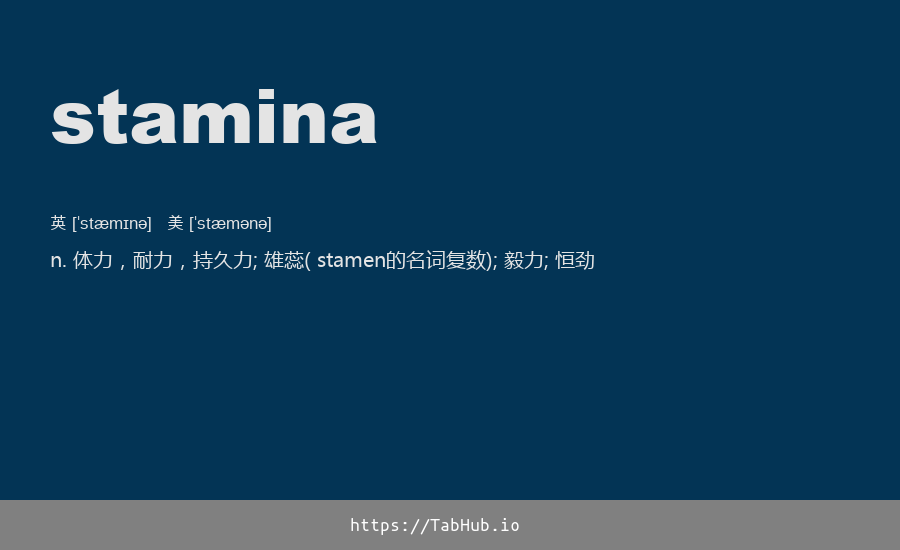 stamina
英 [ˈstæmɪnə]　美 [ˈstæmənə]
n. 体力，耐力，持久力; 雄蕊( stamen的名词复数); 毅力; 恒劲
https://TabHub.io